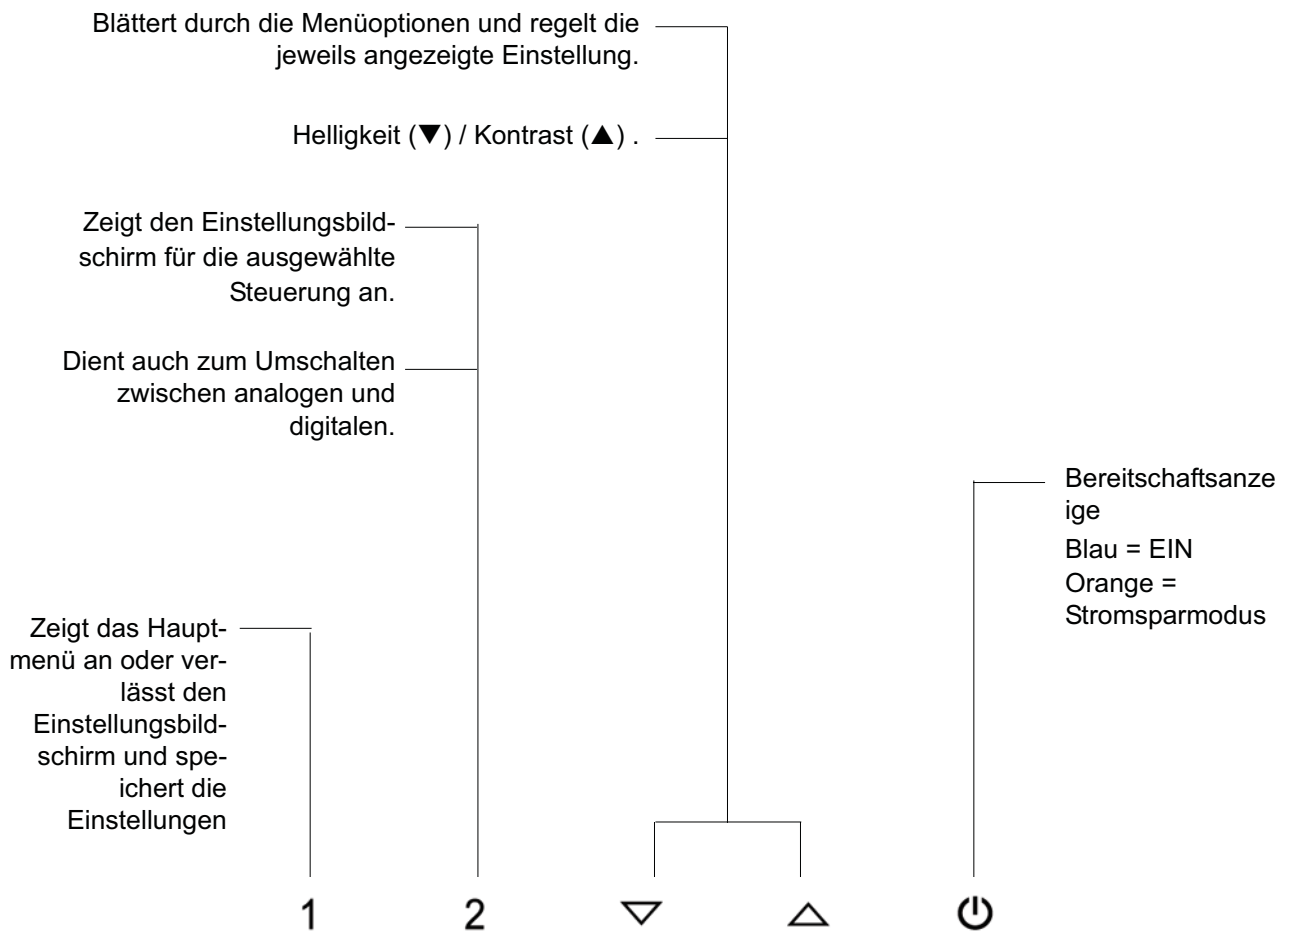 Blättert durch die Menüoptionen und regelt die
jeweils angezeigte Einstellung.
Helligkeit (▼) / Kontrast (▲) .
Zeigt den Einstellungsbild-
schirm für die ausgewählte
Steuerung an.
Dient auch zum Umschalten
zwischen analogen und
digitalen.
Bereitschaftsanze
ige
Blau = EIN
Orange =
Stromsparmodus
Zeigt das Haupt-
menü an oder ver-
lässt den
Einstellungsbild-
schirm und spe-
ichert die
Einstellungen
1 2